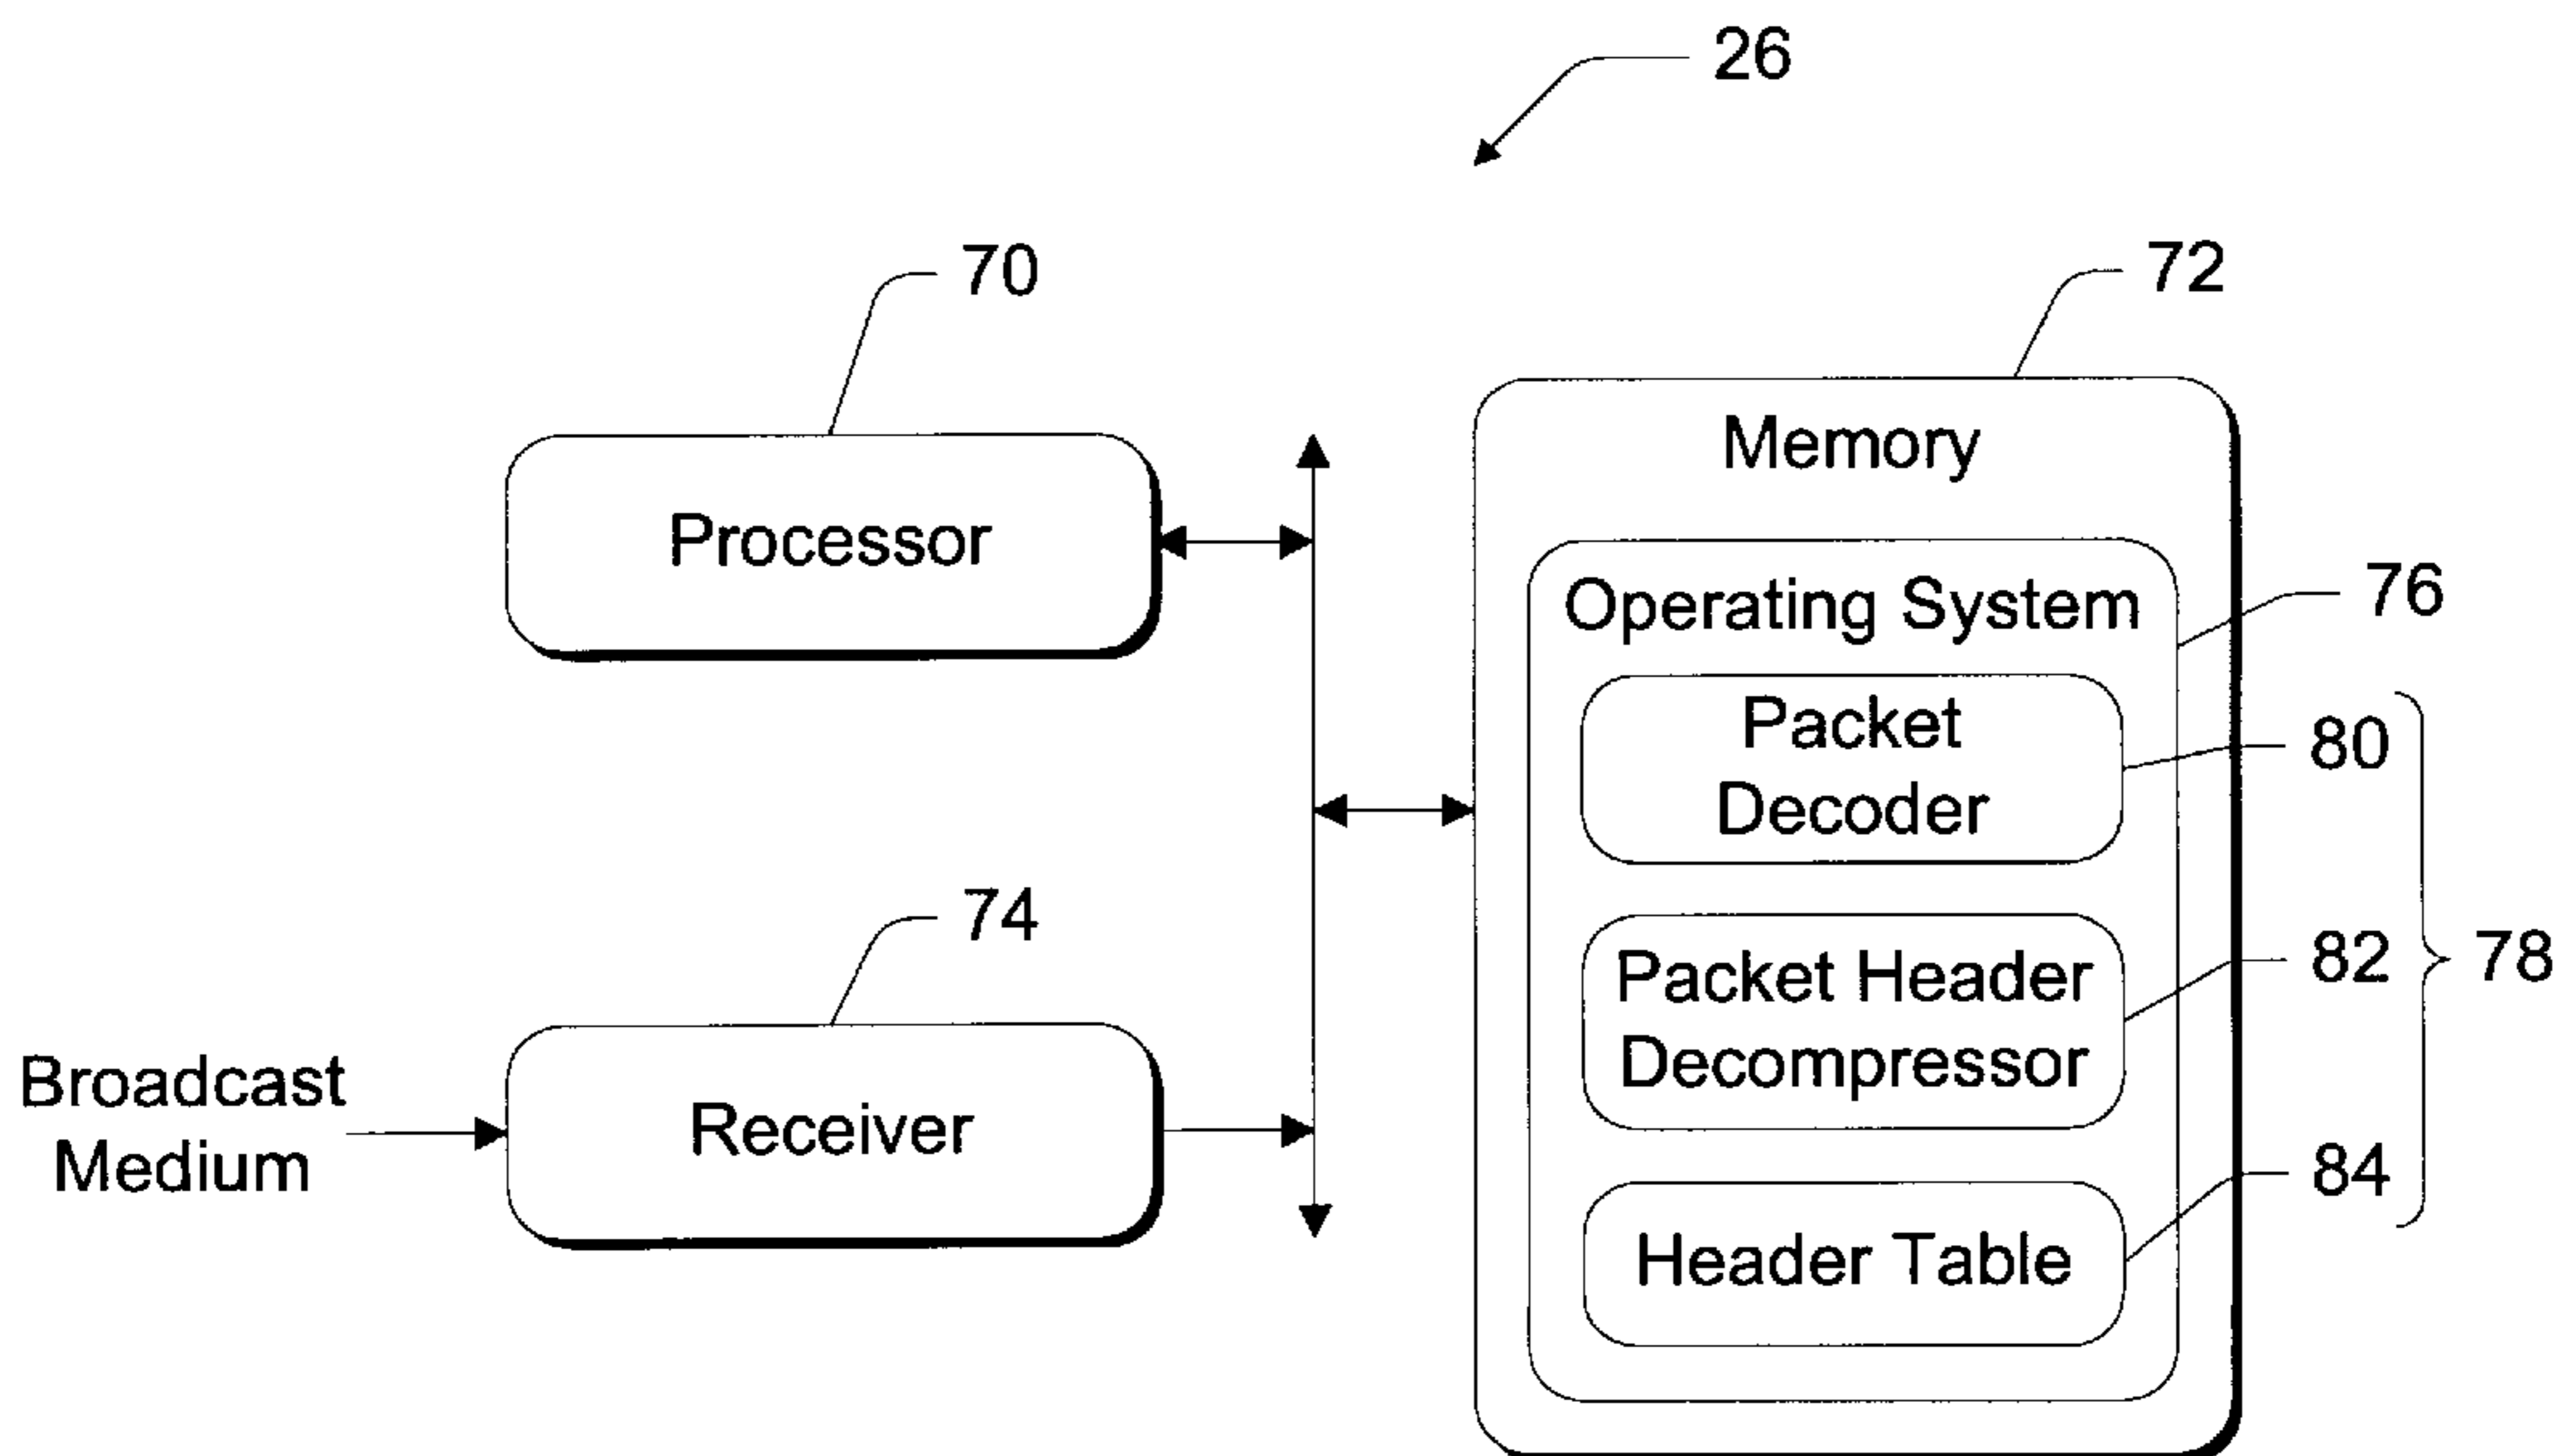 26
70
72
Memory
Processor
Operating System
76
Packet
Decoder
80
Packet Header
Decompressor
82
78
74
Broadcast
Medium
Receiver
84
Header Table